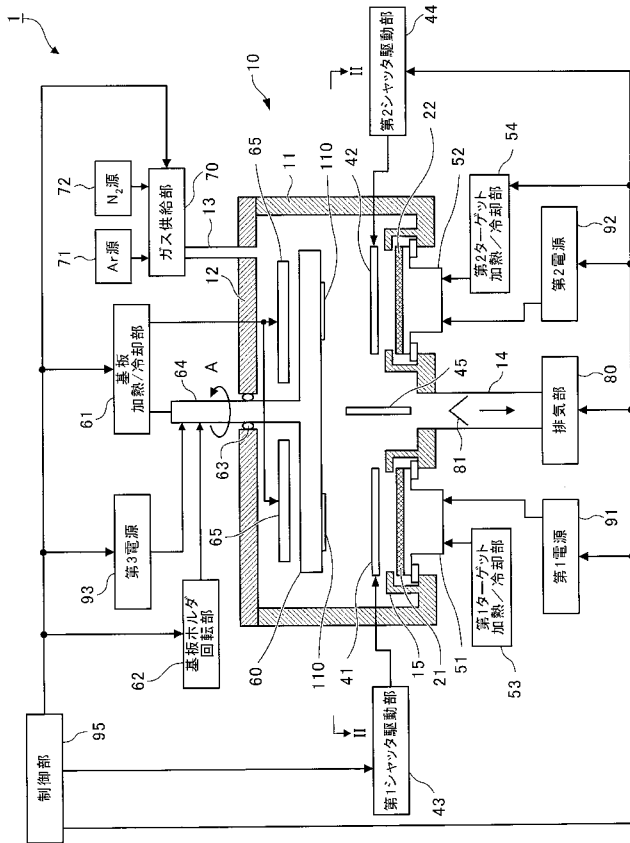 1
制御部
95
第3電源
93
基板
加熱/冷却部
61
Ar源
71
N₂源
72
ガス供給部
70
基板ホルダ
回転部
62
64
A
13
10
12
63
65
65
11
60
110
110
II
II
41
42
45
第1シャッタ駆動部
43
第2シャッタ駆動部
44
15
21
22
51
52
14
81
第1ターゲット
加熱/冷却部
53
第2ターゲット
加熱/冷却部
54
第1電源
91
排気部
80
第2電源
92